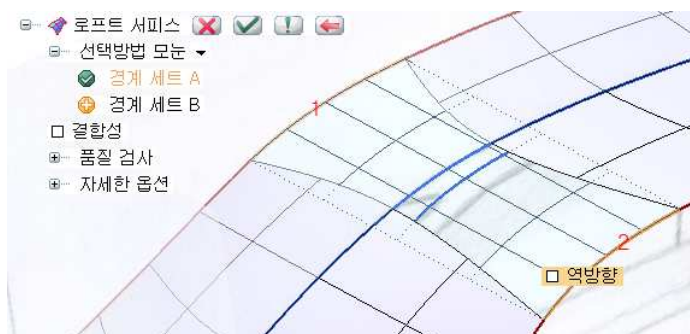 로프트 서피스
선택방법 모눈
경계 세트 A
경계 세트 B
결합성
품질 검사
자세한 옵션
1
2
역방향